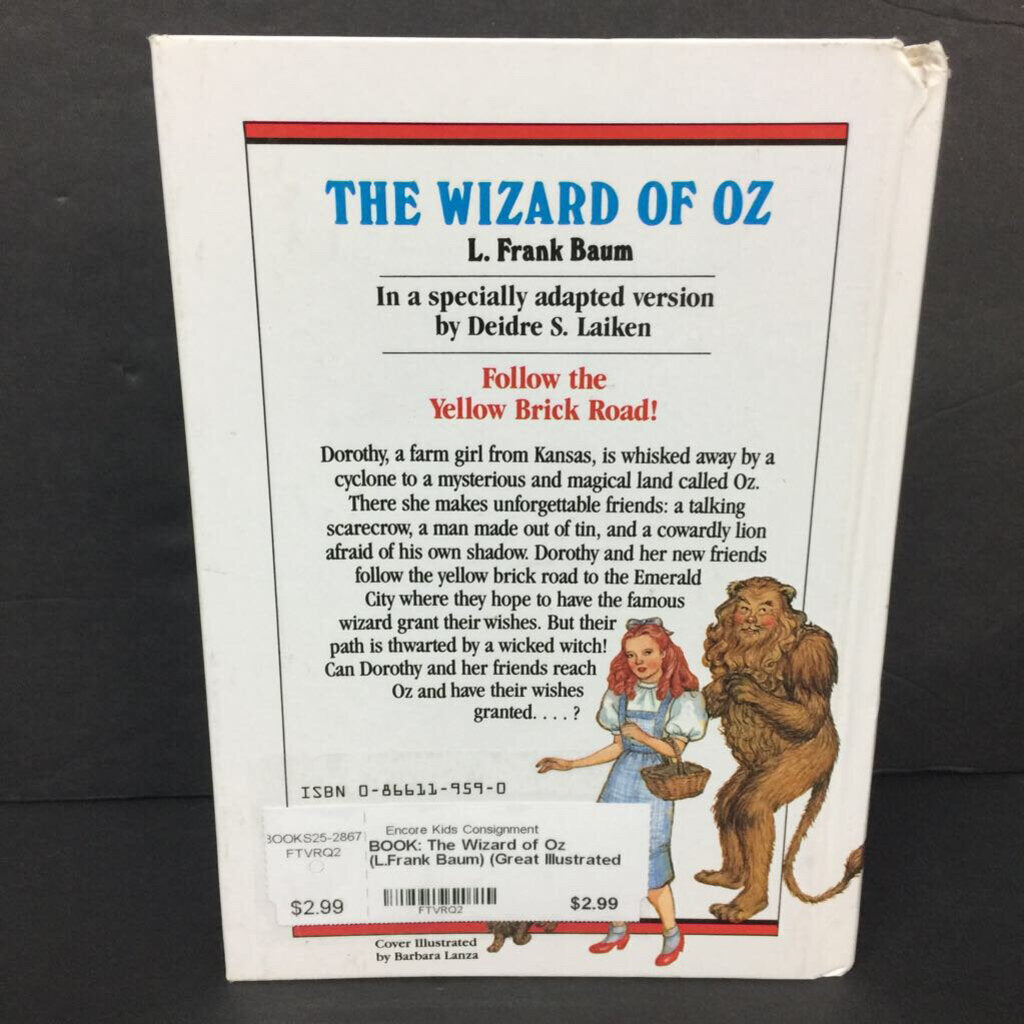 THE WIZARD OF OZ
L. Frank Baum
In a specially adapted version
by Deidre S. Laiken
Follow the
Yellow Brick Road!
Dorothy, a farm girl from Kansas, is whisked away by a
cyclone to a mysterious and magical land called Oz.
There she makes unforgettable friends: a talking
scarecrow, a man made out of tin, and a cowardly lion
afraid of his own shadow. Dorothy and her new friends
follow the yellow brick road to the Emerald
City where they hope to have the famous
wizard grant their wishes. But their
path is thwarted by a wicked witch!
Can Dorothy and her friends reach
Oz and have their wishes
granted. . . . ?
ISBN 0-86611-959-0
BOOKS25-2867
FTVRQ2
$2.99
Encore Kids Consignment
BOOK: The Wizard of Oz
(L.Frank Baum) (Great Illustrated
FTVRQ2
$2.99
Cover Illustrated
by Barbara Lanza